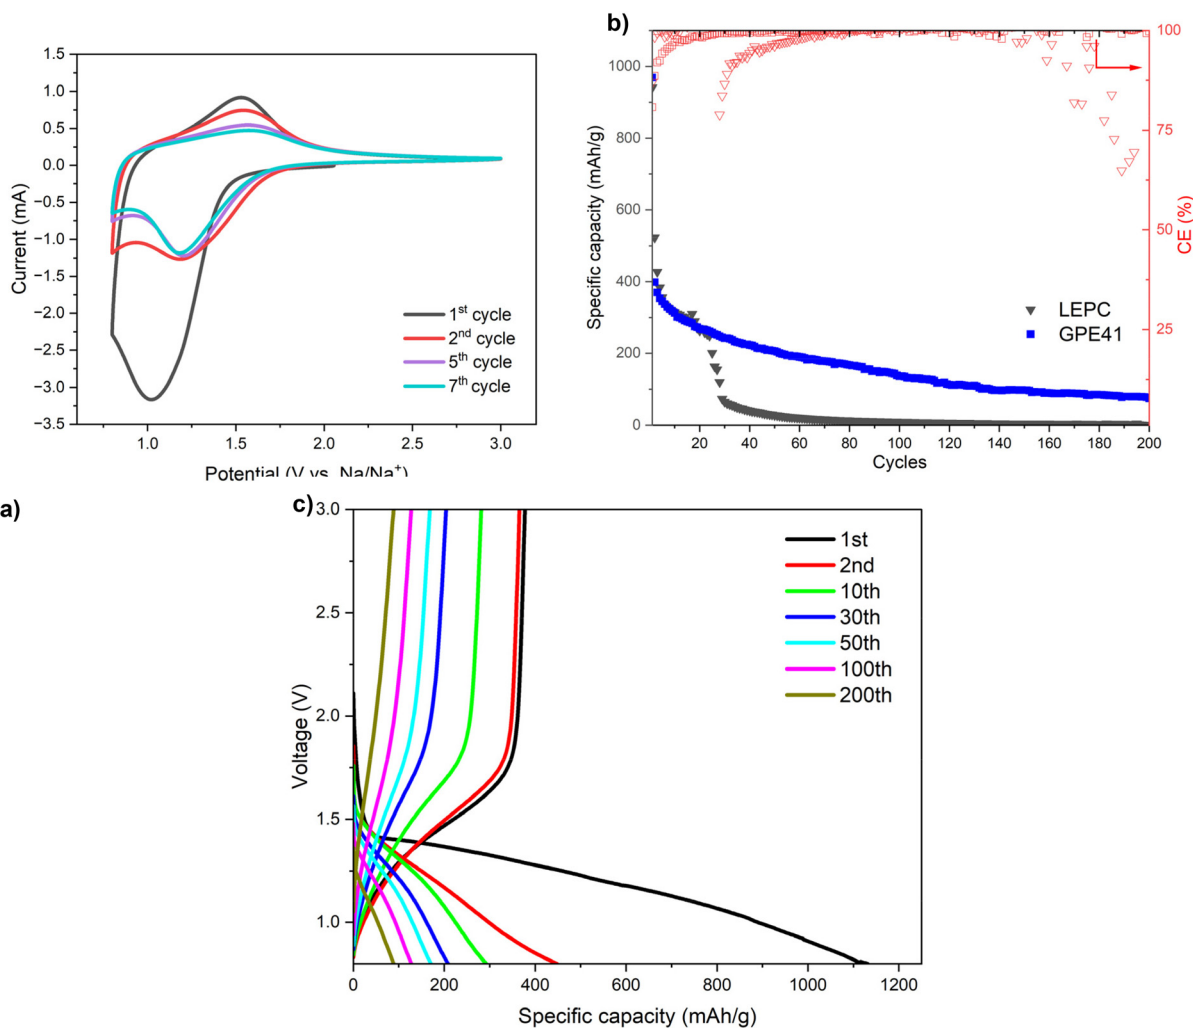 b)
1.5
1.0
0.5
0.0
−0.5
−1.0
−1.5
−2.0
−2.5
−3.0
−3.5
Current (mA)
1st cycle
2nd cycle
5th cycle
7th cycle
1.0
1.5
2.0
2.5
3.0
Potential (V vs. Na/Na+)
1000
800
600
400
200
0
Specific capacity (mAh/g)
100
75
50
25
CE (%)
LEPC
GPE41
20
40
60
80
100
120
140
160
180
200
Cycles
a)
c)
3.0
2.5
2.0
1.5
1.0
Voltage (V)
1st
2nd
10th
30th
50th
100th
200th
0
200
400
600
800
1000
1200
Specific capacity (mAh/g)